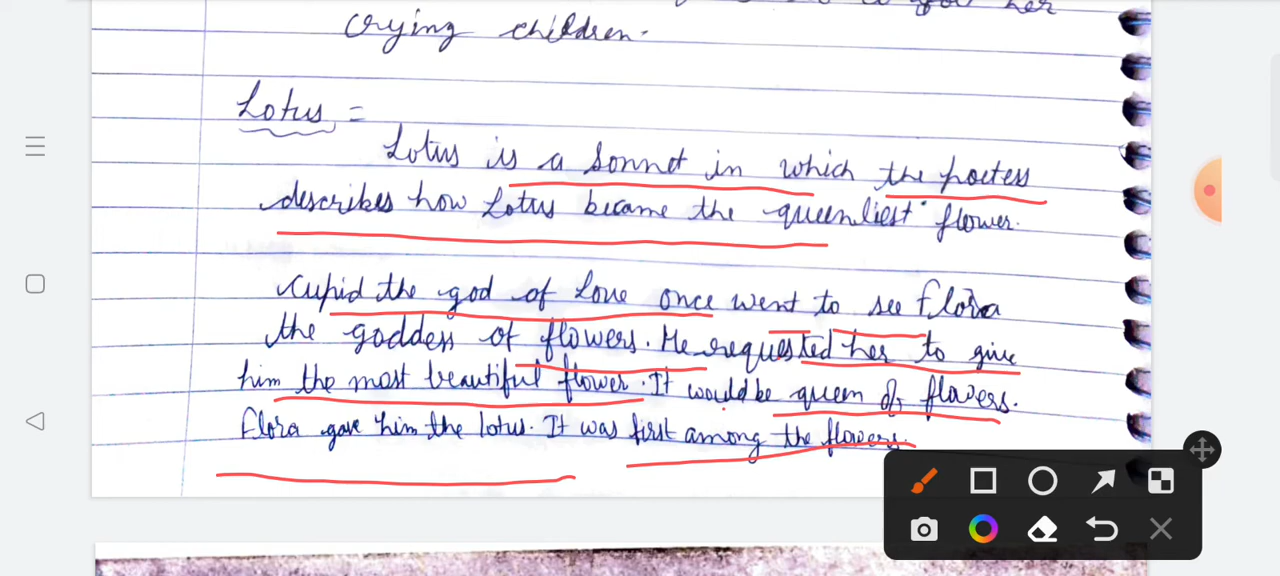 her
crying children.
Lotus =
Lotus is a Sonnet in which the poetess
describes how Lotus became the queenliest flower.
Cupid the god of Love once went to see Flora
the goddess of flowers. He requested her to give
him the most beautiful flower. It would be queen of flowers.
Flora gave him the lotus. It was first among the flowers.